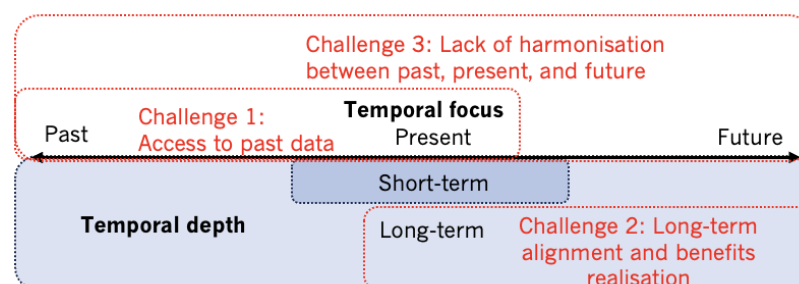 Challenge 3: Lack of harmonisation
between past, present, and future
Challenge 1:
Access to past data
Temporal focus
Past
Present
Future
Short-term
Temporal depth
Long-term
Challenge 2: Long-term
alignment and benefits
realisation